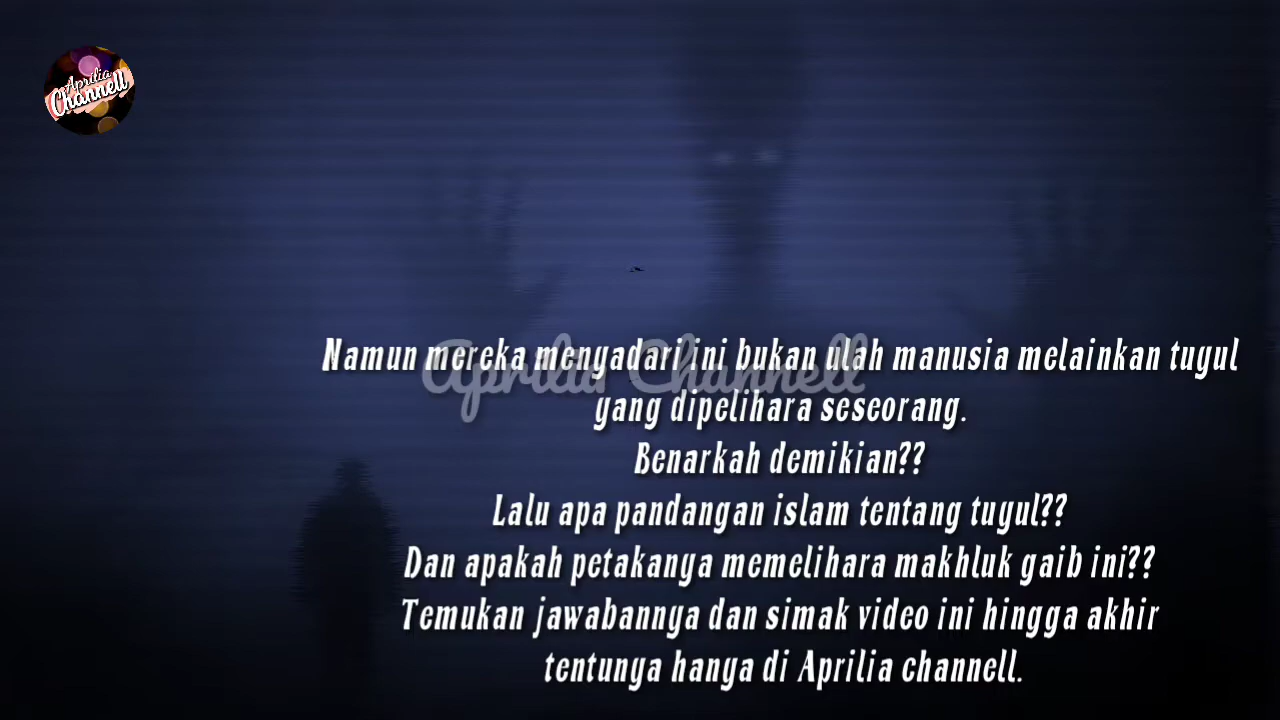 Aprilia
Channell
Namun mereka menyadari ini bukan ulah manusia melainkan tuyul
yang dipelihara seseorang.
Benarkah demikian??
Lalu apa pandangan islam tentang tuyul??
Dan apakah petakanya memelihara makhluk gaib ini??
Temukan jawabannya dan simak video ini hingga akhir
tentunya hanya di Aprilia channell.
Aprilia Channell